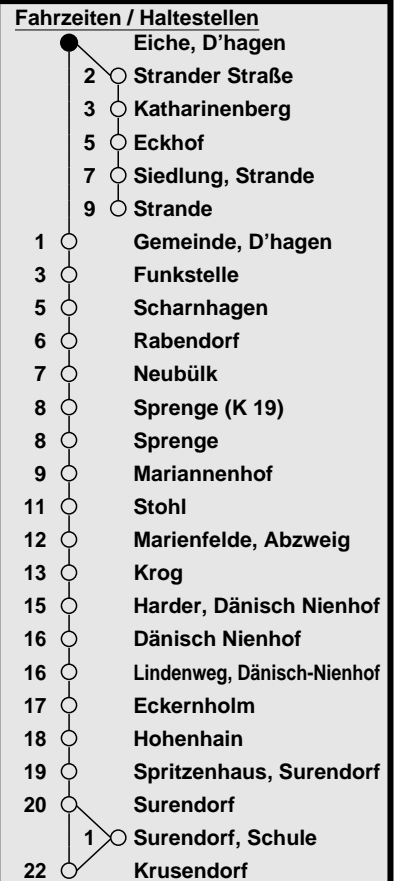 Fahrzeiten / Haltestellen
Eiche, D'hagen
2 Strander Straße
3 Katharinenberg
5 Eckhof
7 Siedlung, Strande
9 Strande
1 Gemeinde, D'hagen
3 Funkstelle
5 Scharnhagen
6 Rabendorf
7 Neubülk
8 Sprenge (K 19)
8 Sprenge
9 Mariannenhof
11 Stohl
12 Marienfelde, Abzweig
13 Krog
15 Harder, Dänisch Nienhof
16 Dänisch Nienhof
16 Lindenweg, Dänisch-Nienhof
17 Eckernholm
18 Hohenhain
19 Spritzenhaus, Surendorf
20 Surendorf
1 Surendorf, Schule
22 Krusendorf